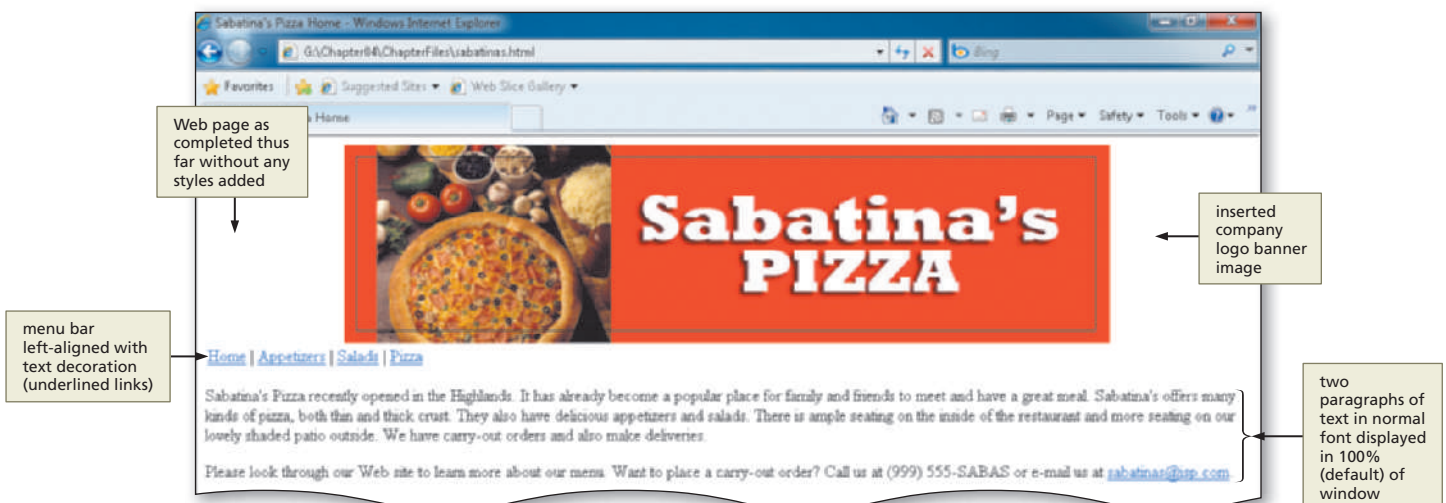 Sabatina's Pizza Home - Windows Internet Explorer
G:\Chapter04\ChapterFiles\sabatinas.html
Bing
Favorites
Suggested Sites
Web Slice Gallery
Home
Page
Safety
Tools
Web page as
completed thus
far without any
styles added
Sabatina's
PIZZA
inserted
company
logo banner
image
menu bar
left-aligned with
text decoration
(underlined links)
Home | Appetizers | Salads | Pizza
Sabatina's Pizza recently opened in the Highlands. It has already become a popular place for family and friends to meet and have a great meal. Sabatina's offers many
kinds of pizza, both thin and thick crust. They also have delicious appetizers and salads. There is ample seating on the inside of the restaurant and more seating on our
lovely shaded patio outside. We have carry-out orders and also make deliveries.
Please look through our Web site to learn more about our menu. Want to place a carry-out order? Call us at (999) 555-SABAS or e-mail us at sabatinas@isp.com.
two
paragraphs of
text in normal
font displayed
in 100%
(default) of
window